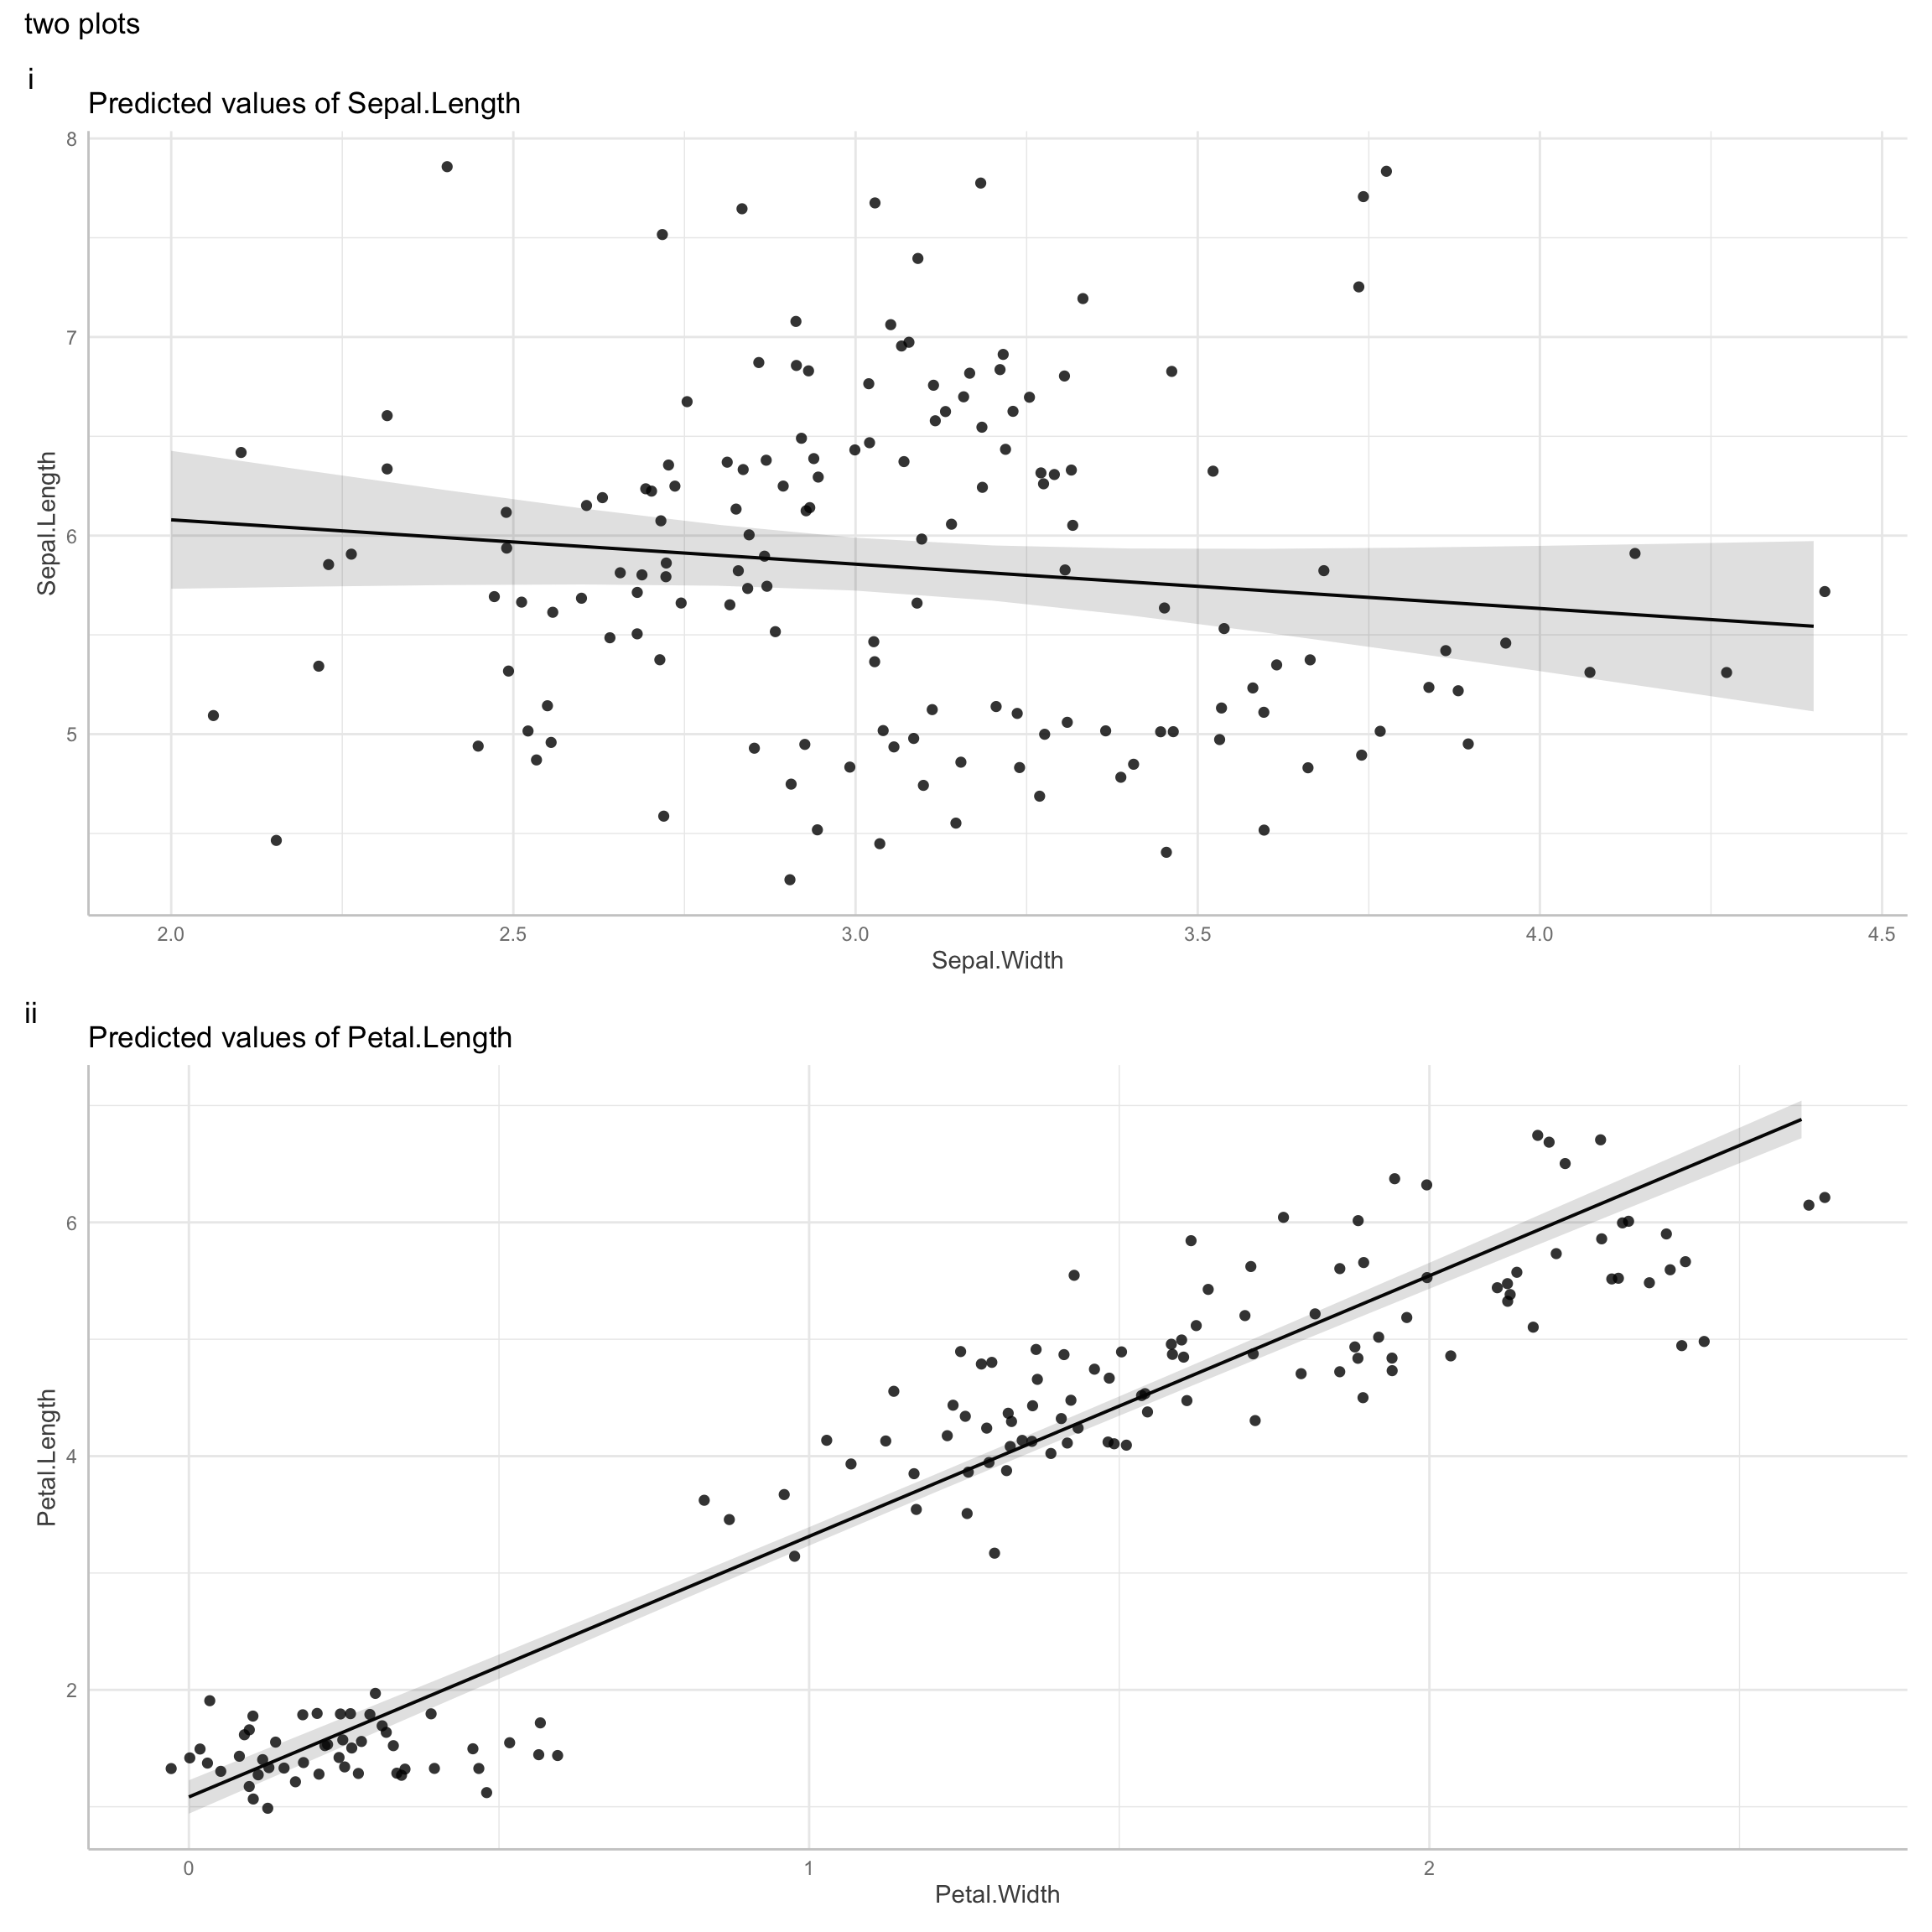 two plots
i
Predicted values of Sepal.Length
8
7
6
5
Sepal.Length
2.0 2.5 3.0 3.5 4.0 4.5
Sepal.Width
ii
Predicted values of Petal.Length
6
4
2
Petal.Length
0 1 2
Petal.Width